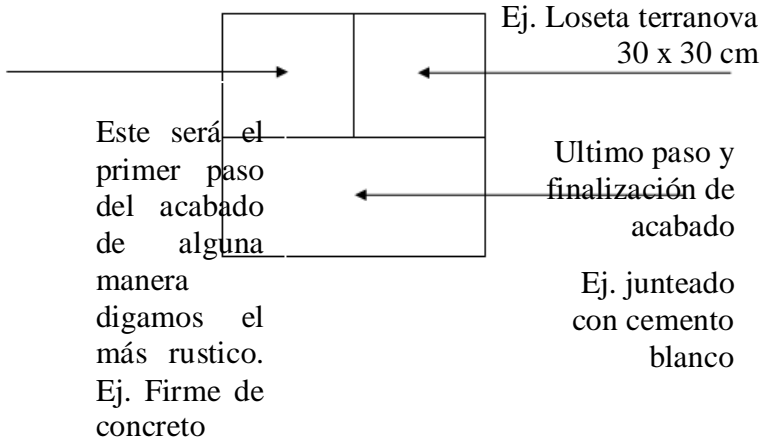 Ej. Loseta terranova
30 x 30 cm
Este será el
primer paso
del acabado
de alguna
manera
digamos el
más rustico.
Ej. Firme de
concreto
Ultimo paso y
finalización de
acabado
Ej. junteado
con cemento
blanco